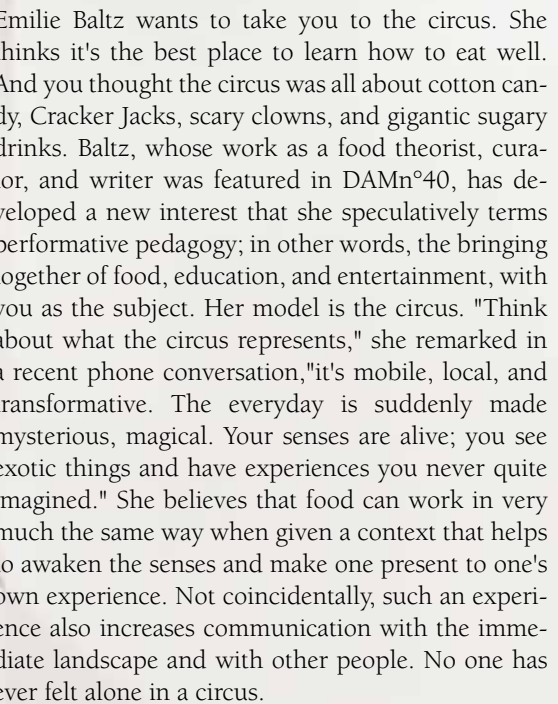 Emilie Baltz wants to take you to the circus. She
thinks it's the best place to learn how to eat well.
And you thought the circus was all about cotton can-
dy, Cracker Jacks, scary clowns, and gigantic sugary
drinks. Baltz, whose work as a food theorist, cura-
tor, and writer was featured in DAMn°40, has de-
veloped a new interest that she speculatively terms
performative pedagogy; in other words, the bringing
together of food, education, and entertainment, with
you as the subject. Her model is the circus. "Think
about what the circus represents," she remarked in
a recent phone conversation,"it's mobile, local, and
transformative. The everyday is suddenly made
mysterious, magical. Your senses are alive; you see
exotic things and have experiences you never quite
imagined." She believes that food can work in very
much the same way when given a context that helps
to awaken the senses and make one present to one's
own experience. Not coincidentally, such an experi-
ence also increases communication with the imme-
diate landscape and with other people. No one has
ever felt alone in a circus.